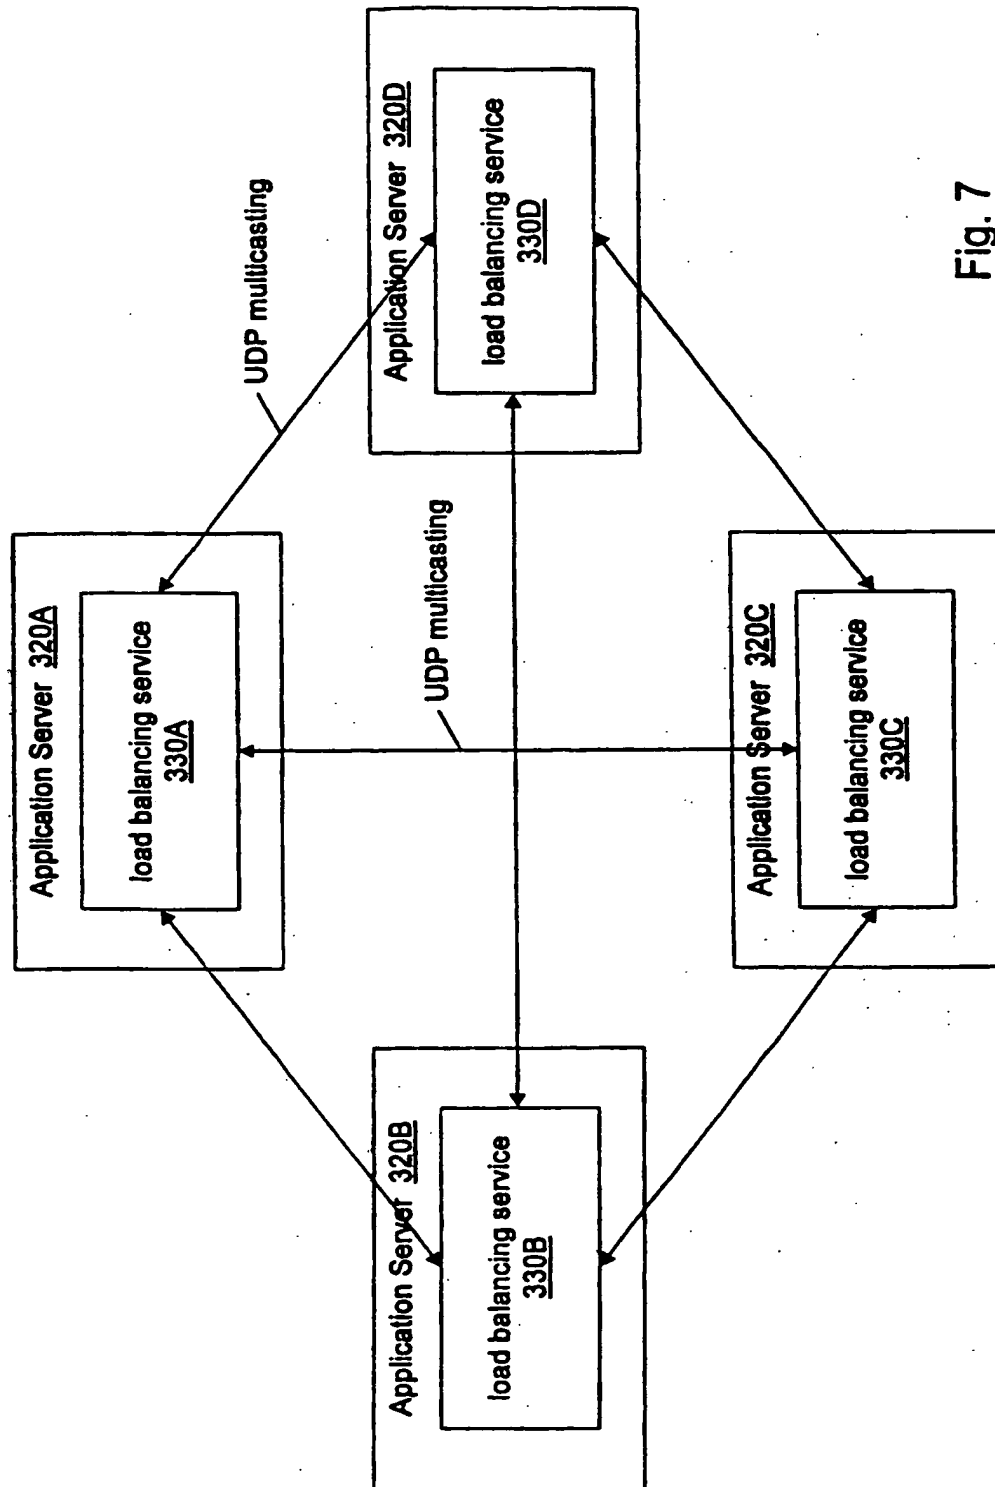 Application Server 320A
load balancing service
330A
UDP multicasting
Application Server 320B
load balancing service
330B
UDP multicasting
Application Server 320D
load balancing service
330D
Application Server 320C
load balancing service
330C
Fig. 7